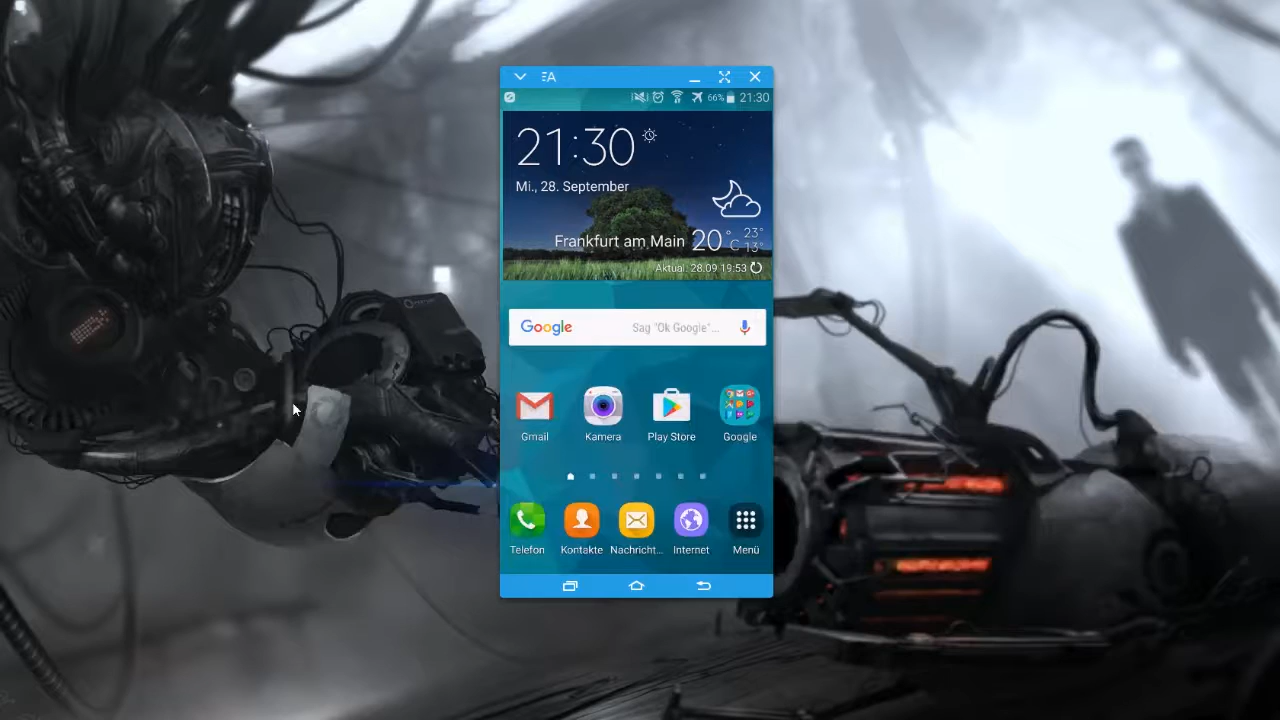 ΞA
66% 21:30
21:30
Mi., 28. September
Frankfurt am Main 20° C 23° 13°
Aktual. 28.09 19:53
Google Sag "Ok Google"...
Gmail Kamera Play Store Google
Telefon Kontakte Nachricht... Internet Menü